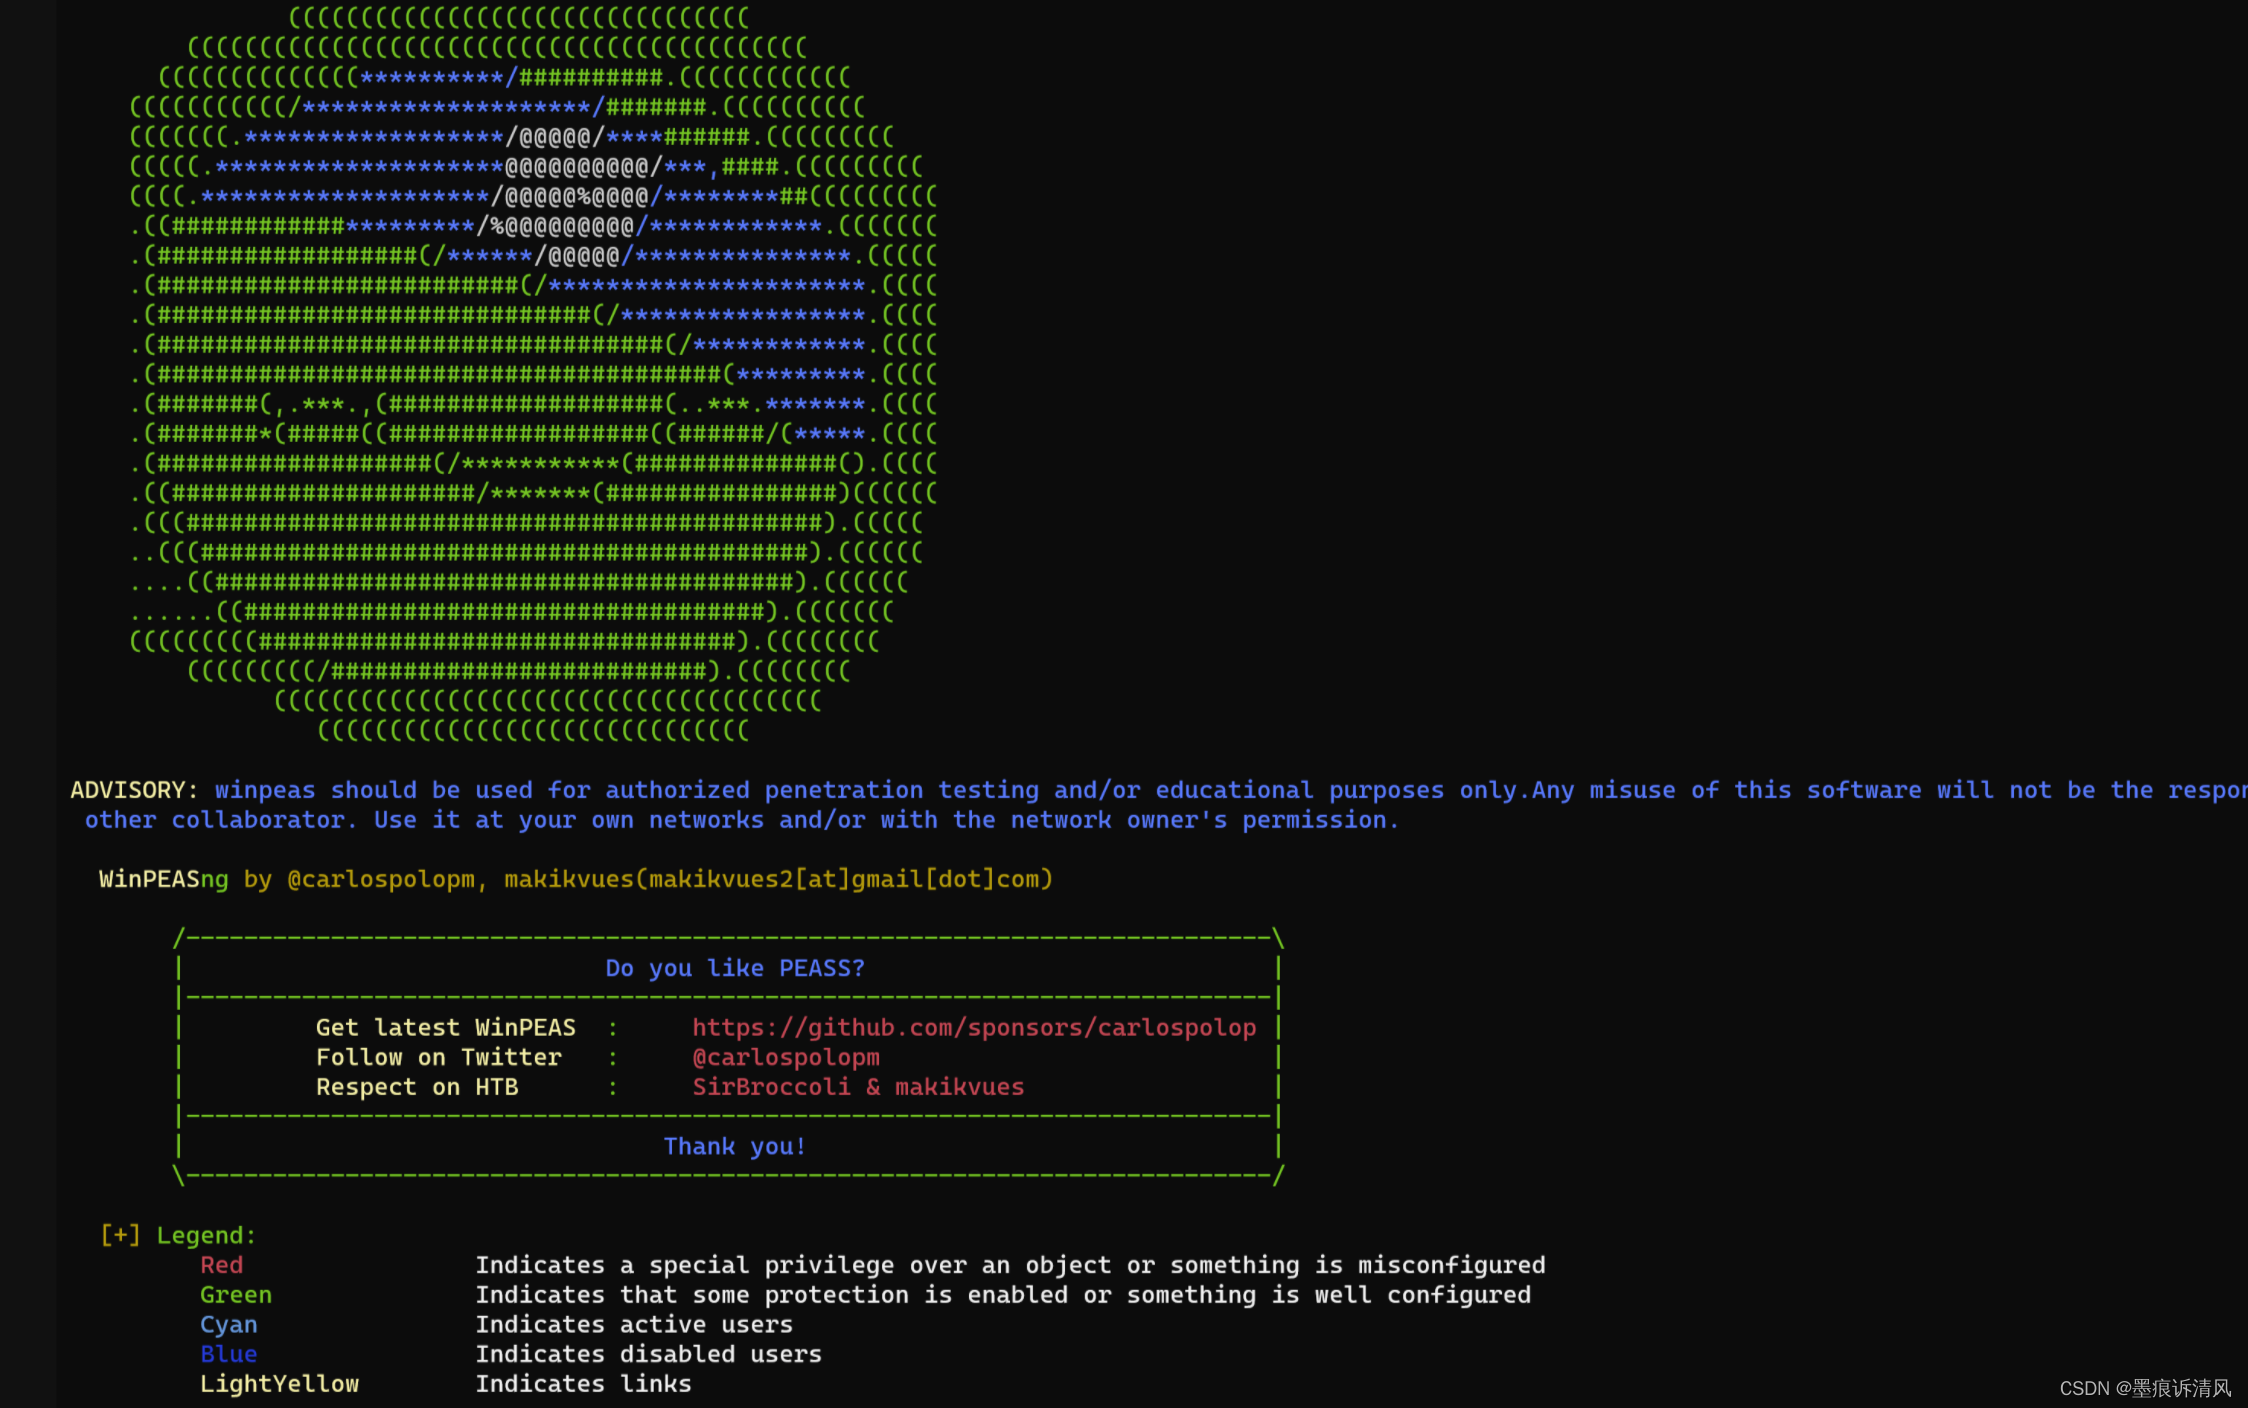 ADVISORY: winpeas should be used for authorized penetration testing and/or educational purposes only.Any misuse of this software will not be the
other collaborator. Use it at your own networks and/or with the network owner's permission.
WinPEASng by @carlospolopm, makikvues(makikvues2[at]gmail[dot]com)
Do you like PEASS?
Get latest WinPEAS : https://github.com/sponsors/carlospolop
Follow on Twitter : @carlospolopm
Respect on HTB : SirBroccoli & makikvues
Thank you!
[+] Legend:
Red Indicates a special privilege over an object or something is misconfigured
Green Indicates that some protection is enabled or something is well configured
Cyan Indicates active users
Blue Indicates disabled users
LightYellow Indicates links
CSDN @墨痕诉清风